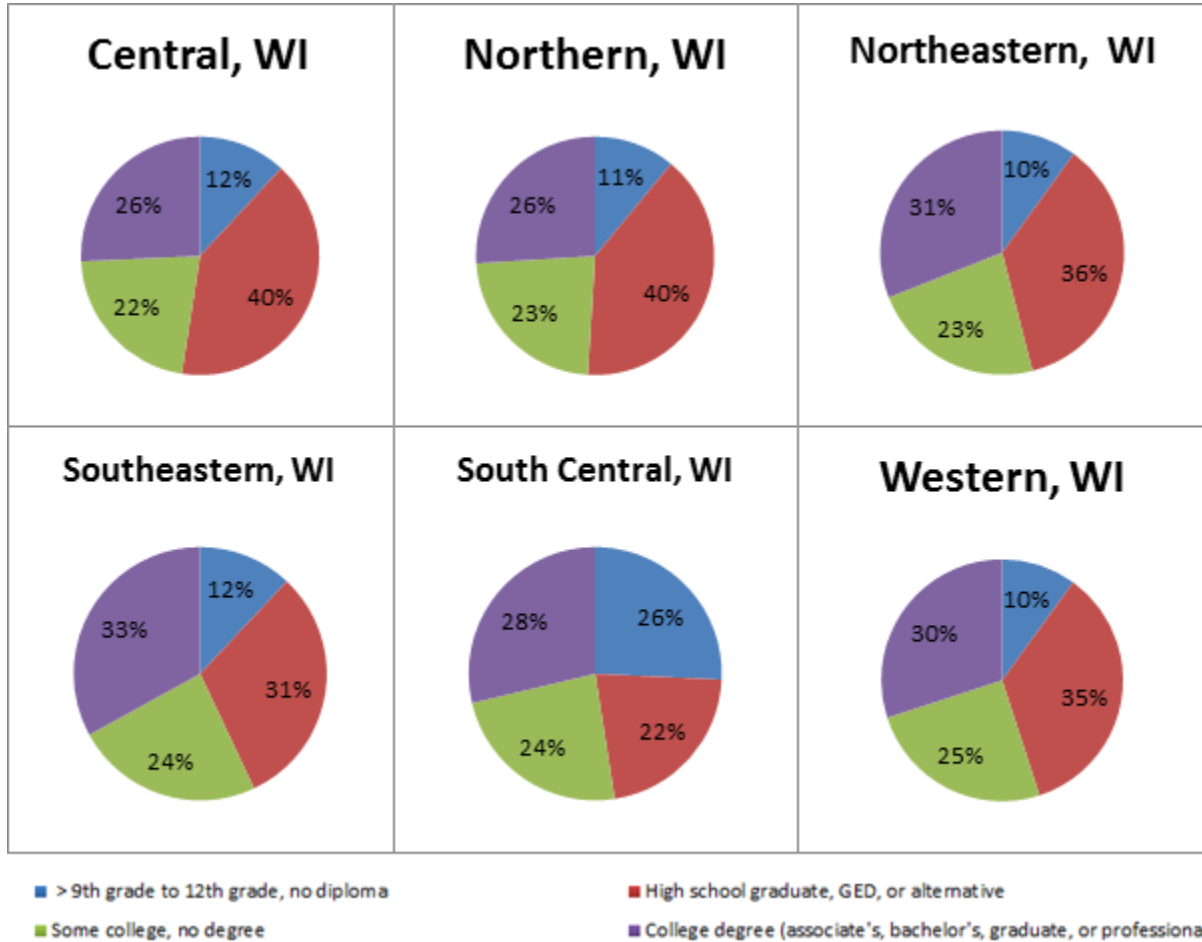 Central, WI
Northern, WI
Northeastern, WI
12%
40%
22%
26%
11%
40%
23%
26%
10%
36%
23%
31%
Southeastern, WI
South Central, WI
Western, WI
12%
31%
24%
33%
26%
22%
24%
28%
10%
35%
25%
30%
> 9th grade to 12th grade, no diploma
High school graduate, GED, or alternative
Some college, no degree
College degree (associate's, bachelor's, graduate, or professiona